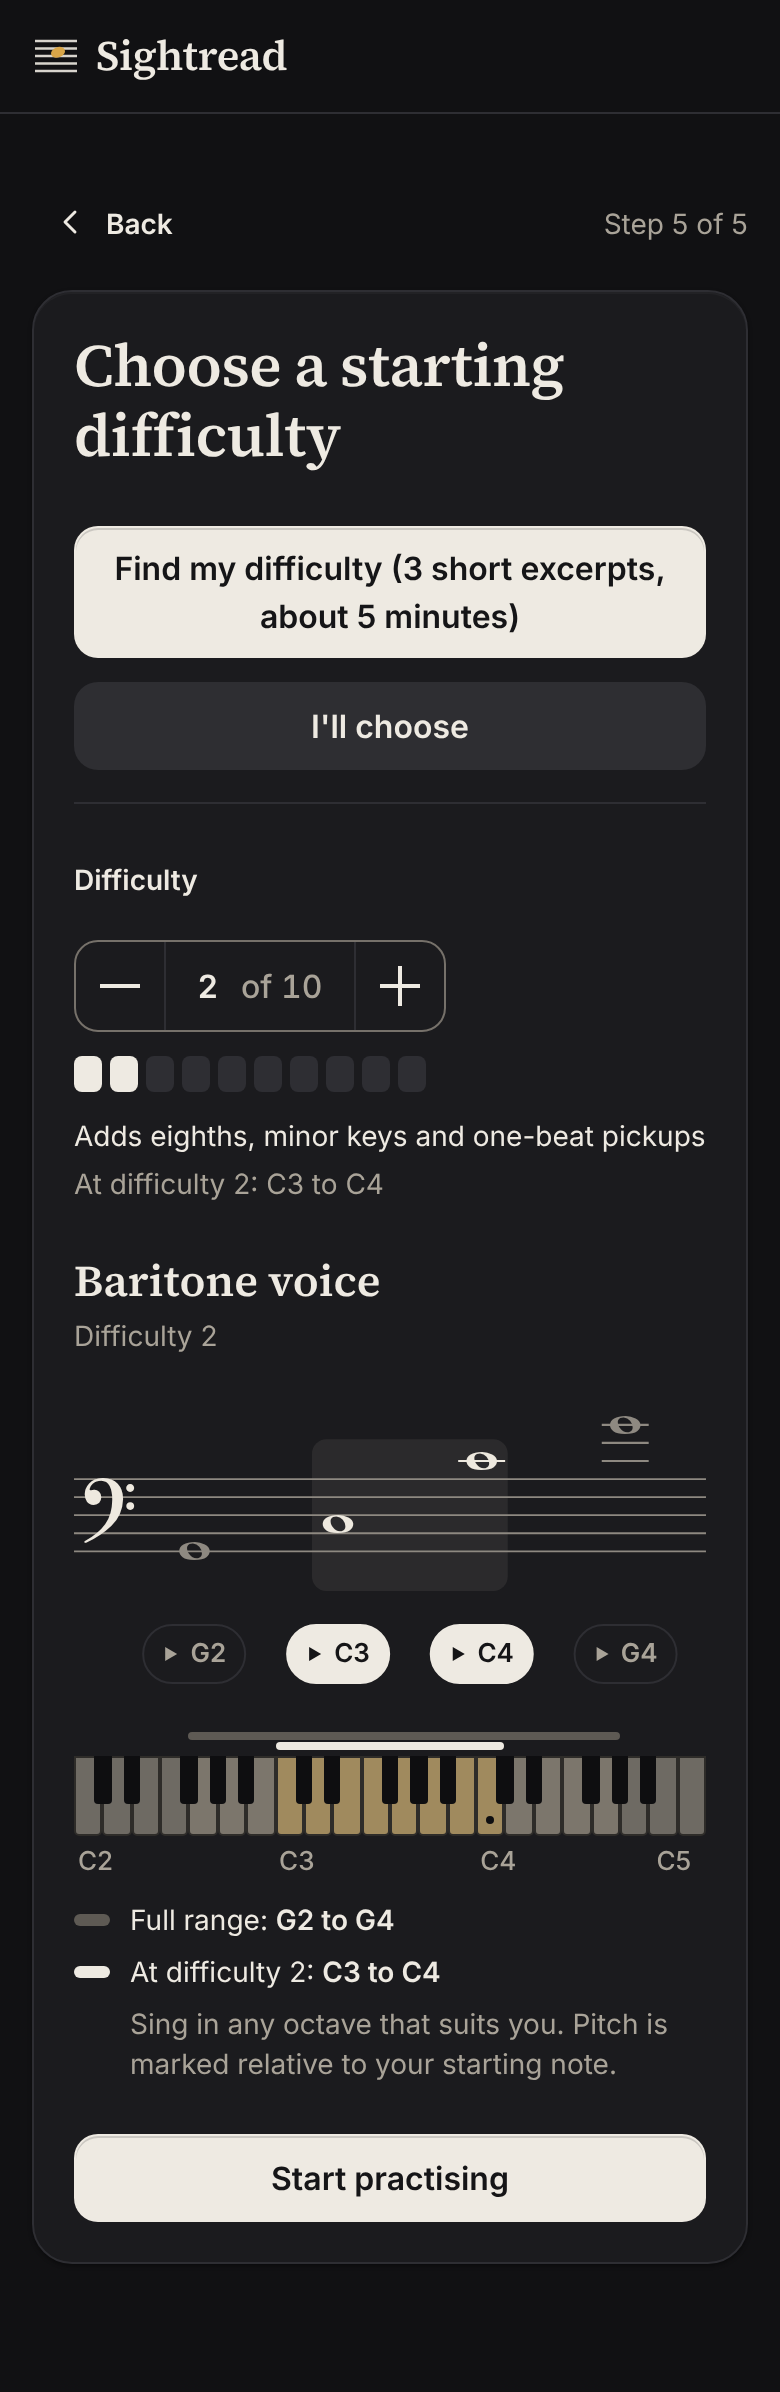 Sightread
Back
Step 5 of 5
Choose a starting
difficulty
Find my difficulty (3 short excerpts,
about 5 minutes)
I'll choose
Difficulty
2 of 10
Adds eighths, minor keys and one-beat pickups
At difficulty 2: C3 to C4
Baritone voice
Difficulty 2
G2 C3 C4 G4
C2 C3 C4 C5
Full range: G2 to G4
At difficulty 2: C3 to C4
Sing in any octave that suits you. Pitch is
marked relative to your starting note.
Start practising